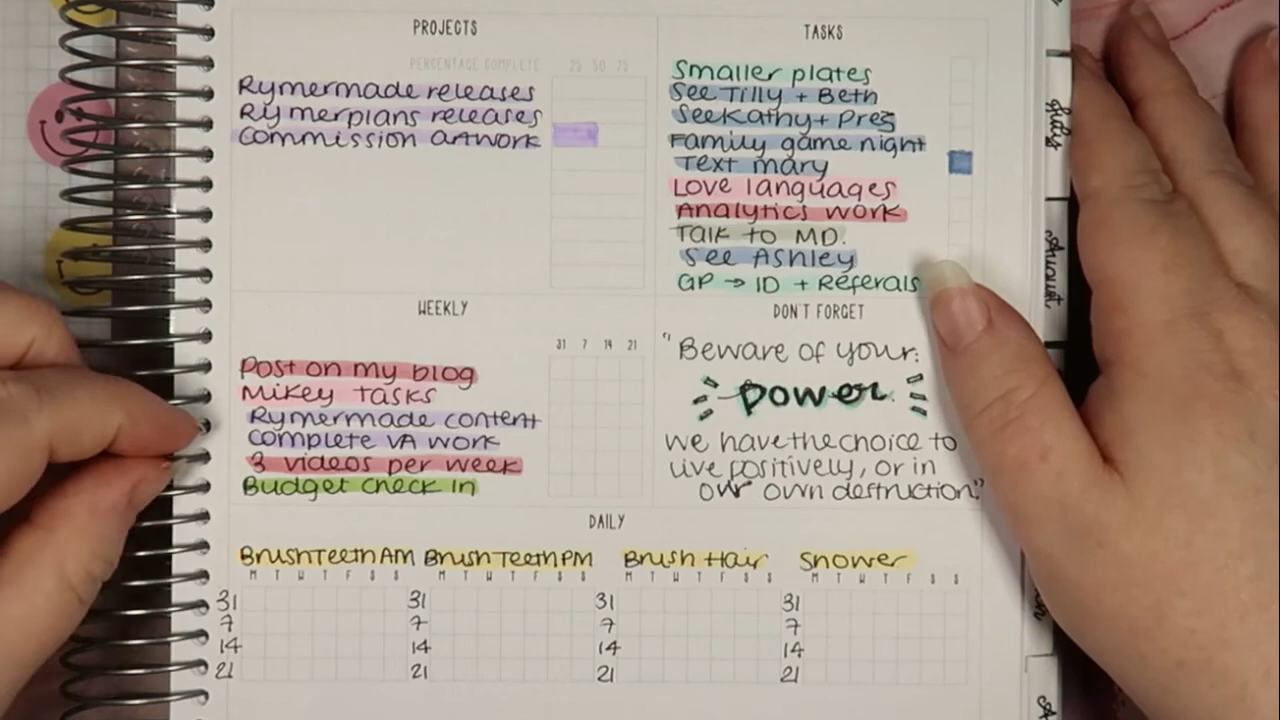 PROJECTS
PERCENTAGE COMPLETE 25 50 75
Rymermade releases
Rymerplans releases
Commission artwork
TASKS
Smaller plates
See Tilly + Beth
See Kathy + Prez
Family game night
Text mary
Love languages
Analytics work
Talk to MD.
See Ashley
GP → ID + Referals
WEEKLY
31 7 14 21
Post on my blog
Mikey Tasks
Rymermade content
Complete VA work
3 videos per week
Budget check in
DON'T FORGET
"Beware of your:
power
we have the choice to
live positively, or in
our own destruction."
DAILY
Brush Teeth AM Brush Teeth PM Brush Hair Shower
M T W T F S S M T W T F S S M T W T F S S M T W T F S S
31 31 31 31
7 7 7 7
14 14 14 14
21 21 21 21
July
August